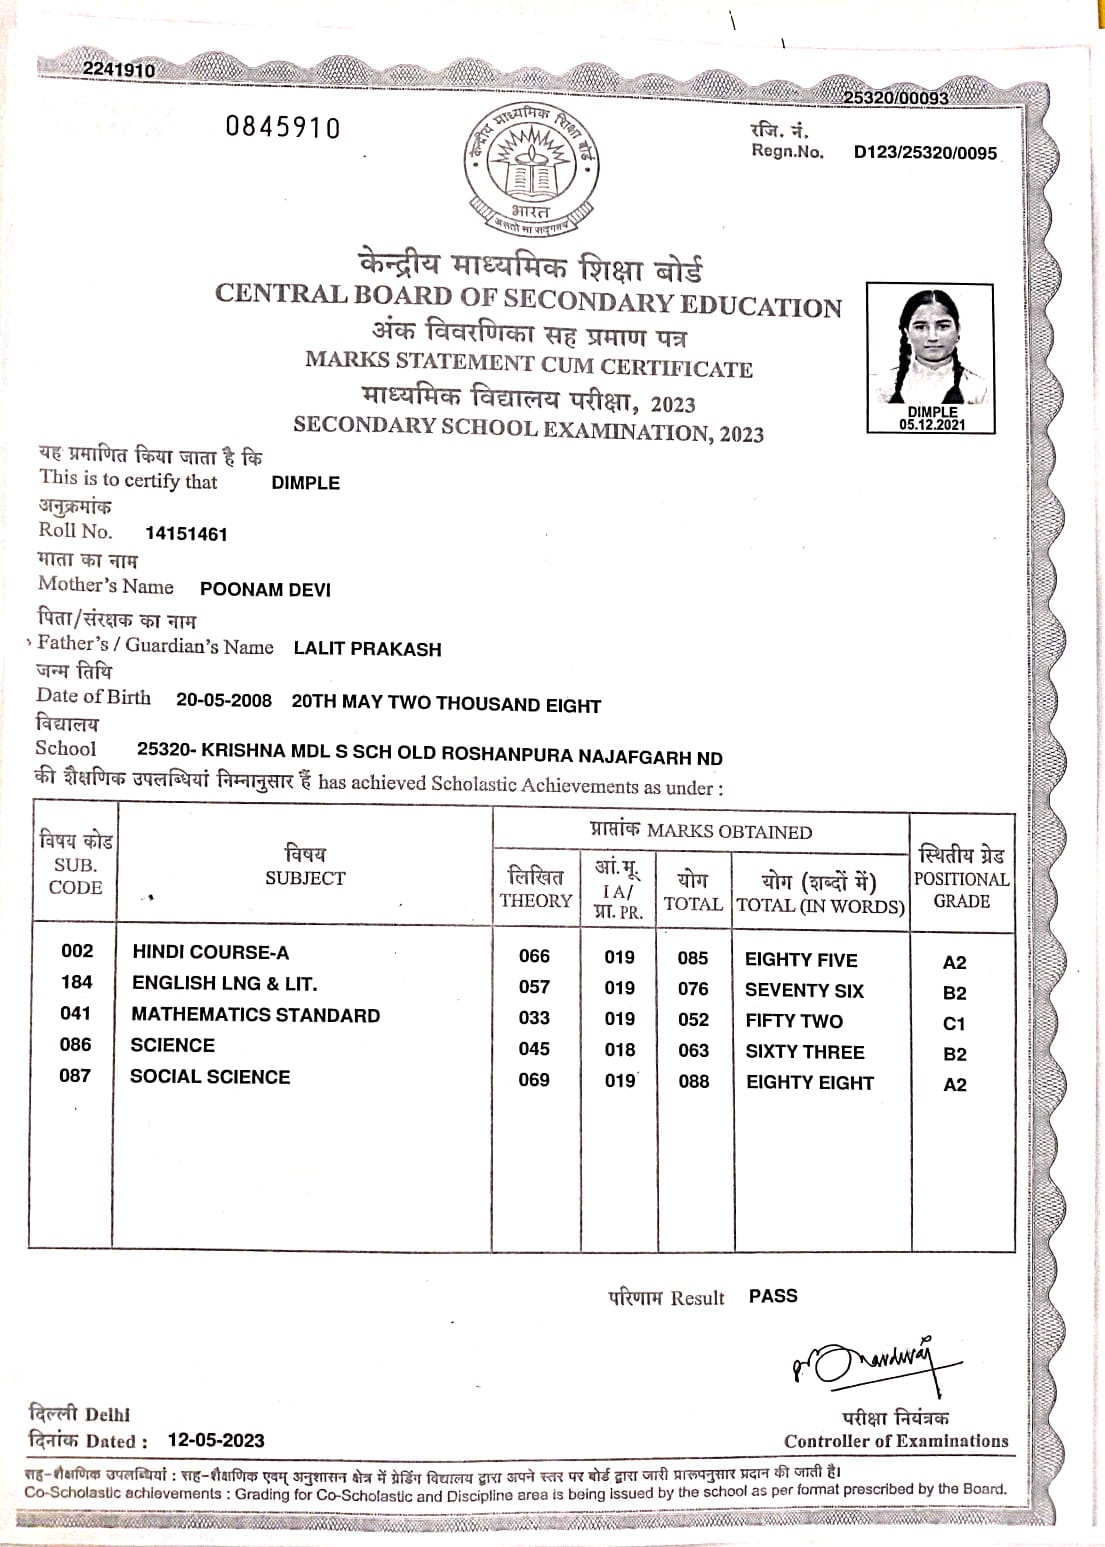 2241910
25320/00093
0845910
रजि. नं.
Regn.No. D123/25320/0095
केन्द्रीय माध्यमिक शिक्षा बोर्ड
भारत
असतो मा सद्गमय
केन्द्रीय माध्यमिक शिक्षा बोर्ड
CENTRAL BOARD OF SECONDARY EDUCATION
अंक विवरणिका सह प्रमाण पत्र
MARKS STATEMENT CUM CERTIFICATE
माध्यमिक विद्यालय परीक्षा, 2023
SECONDARY SCHOOL EXAMINATION, 2023
DIMPLE
05.12.2021
यह प्रमाणित किया जाता है कि
This is to certify that DIMPLE
अनुक्रमांक
Roll No. 14151461
माता का नाम
Mother's Name POONAM DEVI
पिता/संरक्षक का नाम
Father's / Guardian's Name LALIT PRAKASH
जन्म तिथि
Date of Birth 20-05-2008 20TH MAY TWO THOUSAND EIGHT
विद्यालय
School 25320- KRISHNA MDL S SCH OLD ROSHANPURA NAJAFGARH ND
की शैक्षणिक उपलब्धियां निम्नानुसार हैं has achieved Scholastic Achievements as under :
विषय कोड SUB. CODE
विषय SUBJECT
प्राप्तांक MARKS OBTAINED
लिखित THEORY
आं.मू. IA/ प्रा. PR.
योग TOTAL
योग (शब्दों में) TOTAL (IN WORDS)
स्थितीय ग्रेड POSITIONAL GRADE
002 HINDI COURSE-A 066 019 085 EIGHTY FIVE A2
184 ENGLISH LNG & LIT. 057 019 076 SEVENTY SIX B2
041 MATHEMATICS STANDARD 033 019 052 FIFTY TWO C1
086 SCIENCE 045 018 063 SIXTY THREE B2
087 SOCIAL SCIENCE 069 019 088 EIGHTY EIGHT A2
परिणाम Result PASS
दिल्ली Delhi
दिनांक Dated : 12-05-2023
परीक्षा नियंत्रक
Controller of Examinations
सह-शैक्षणिक उपलब्धियां : सह-शैक्षणिक एवम् अनुशासन क्षेत्र में ग्रेडिंग विद्यालय द्वारा अपने स्तर पर बोर्ड द्वारा जारी प्रारूपनुसार प्रदान की जाती है।
Co-Scholastic achievements : Grading for Co-Scholastic and Discipline area is being issued by the school as per format prescribed by the Board.